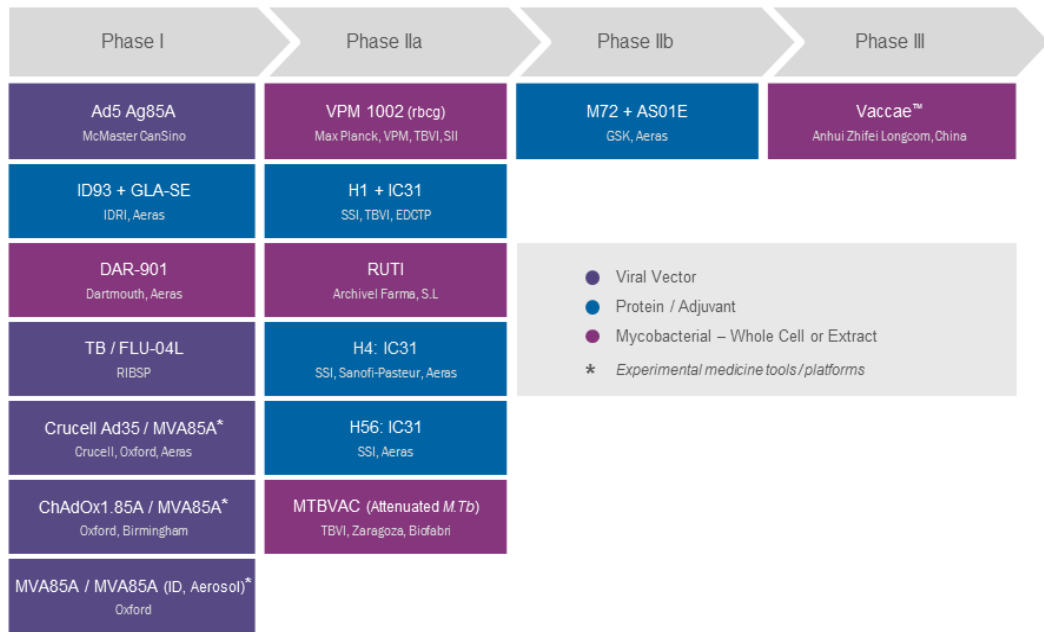 Phase I
Phase IIa
Phase IIb
Phase III
Ad5 Ag85A
McMaster CanSino
VPM 1002 (rbcg)
Max Planck, VPM, TBVI, SII
M72 + AS01E
GSK, Aeras
Vaccae™
Anhui Zhifei Longcom, China
ID93 + GLA-SE
IDRI, Aeras
H1 + IC31
SSI, TBVI, EDCTP
DAR-901
Dartmouth, Aeras
RUTI
Archivel Farma, S.L
TB / FLU-04L
RIBSP
H4: IC31
SSI, Sanofi-Pasteur, Aeras
Crucell Ad35 / MVA85A*
Crucell, Oxford, Aeras
H56: IC31
SSI, Aeras
ChAdOx1.85A / MVA85A*
Oxford, Birmingham
MTBVAC (Attenuated M.Tb)
TBVI, Zaragoza, Biofabri
MVA85A / MVA85A (ID, Aerosol)*
Oxford
Viral Vector
Protein / Adjuvant
Mycobacterial – Whole Cell or Extract
* Experimental medicine tools / platforms